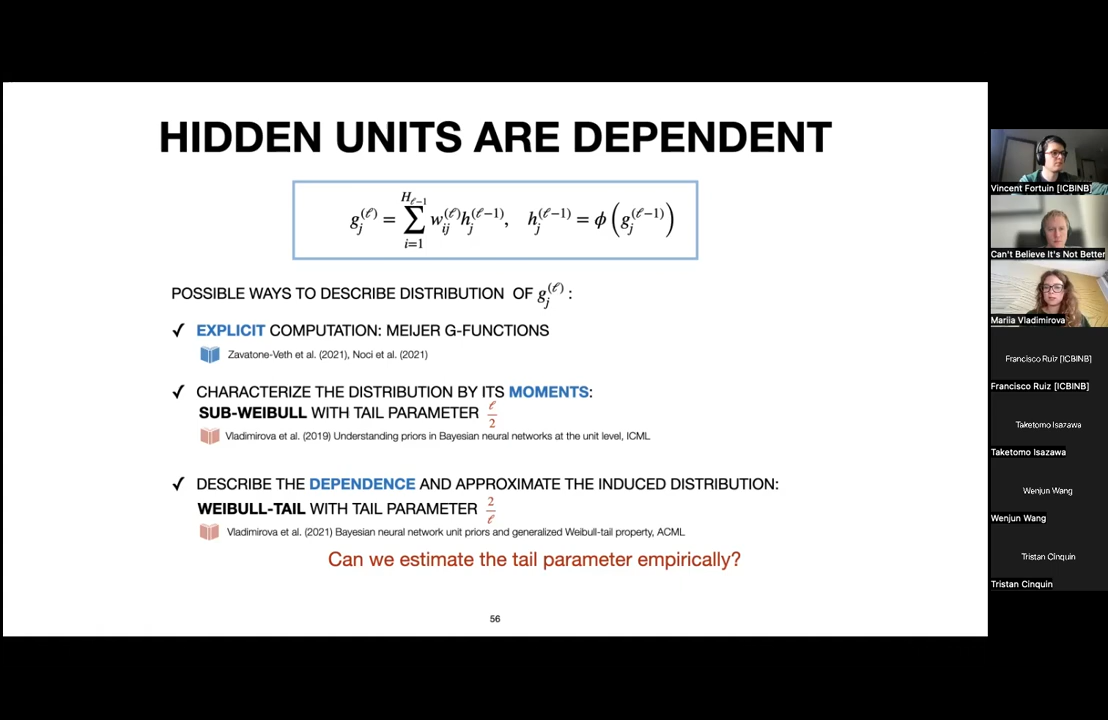 HIDDEN UNITS ARE DEPENDENT
g_j^{(ℓ)} = \sum_{i=1}^{H_{ℓ-1}} w_{ij}^{(ℓ)} h_j^{(ℓ-1)}, h_j^{(ℓ-1)} = ϕ(g_j^{(ℓ-1)})
POSSIBLE WAYS TO DESCRIBE DISTRIBUTION OF g_j^{(ℓ)} :
✓ EXPLICIT COMPUTATION: MEIJER G-FUNCTIONS
Zavatone-Veth et al. (2021), Noci et al. (2021)
✓ CHARACTERIZE THE DISTRIBUTION BY ITS MOMENTS:
SUB-WEIBULL WITH TAIL PARAMETER ℓ/2
Vladimirova et al. (2019) Understanding priors in Bayesian neural networks at the unit level, ICML
✓ DESCRIBE THE DEPENDENCE AND APPROXIMATE THE INDUCED DISTRIBUTION:
WEIBULL-TAIL WITH TAIL PARAMETER 2/ℓ
Vladimirova et al. (2021) Bayesian neural network unit priors and generalized Weibull-tail property, ACML
Can we estimate the tail parameter empirically?
56
Vincent Fortuin [ICBINB]
Can't Believe It's Not Better
Mariia Vladimirova
Francisco Ruiz [ICBINB]
Francisco Ruiz [ICBINB]
Taketomo Isazawa
Taketomo Isazawa
Wenjun Wang
Wenjun Wang
Tristan Cinquin
Tristan Cinquin